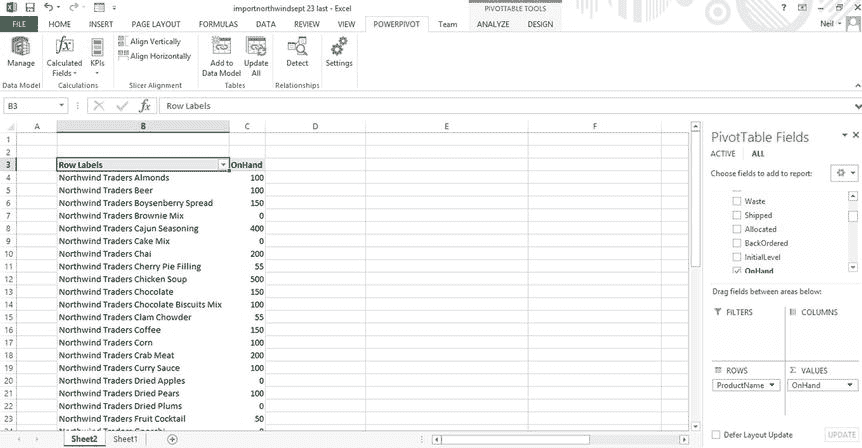 importnorthwindsept 23 last - Excel
PIVOTTABLE TOOLS
FILE HOME INSERT PAGE LAYOUT FORMULAS DATA REVIEW VIEW POWERPIVOT Team ANALYZE DESIGN Neil
Manage
Calculated Fields
KPIs
Align Vertically
Align Horizontally
Add to Data Model
Update All
Detect
Settings
Data Model Calculations Slicer Alignment Tables Relationships
B3 fx Row Labels
A B C D E F
1
2
3 Row Labels OnHand
4 Northwind Traders Almonds 100
5 Northwind Traders Beer 100
6 Northwind Traders Boysenberry Spread 150
7 Northwind Traders Brownie Mix 0
8 Northwind Traders Cajun Seasoning 400
9 Northwind Traders Cake Mix 0
10 Northwind Traders Chai 200
11 Northwind Traders Cherry Pie Filling 55
12 Northwind Traders Chicken Soup 500
13 Northwind Traders Chocolate 150
14 Northwind Traders Chocolate Biscuits Mix 100
15 Northwind Traders Clam Chowder 55
16 Northwind Traders Coffee 150
17 Northwind Traders Corn 100
18 Northwind Traders Crab Meat 200
19 Northwind Traders Curry Sauce 100
20 Northwind Traders Dried Apples 0
21 Northwind Traders Dried Pears 100
22 Northwind Traders Dried Plums 0
23 Northwind Traders Fruit Cocktail 50
Sheet2 Sheet1
PivotTable Fields
ACTIVE ALL
Choose fields to add to report:
Waste
Shipped
Allocated
BackOrdered
InitialLevel
OnHand
Drag fields between areas below:
FILTERS COLUMNS
ROWS VALUES
ProductName OnHand
Defer Layout Update UPDATE